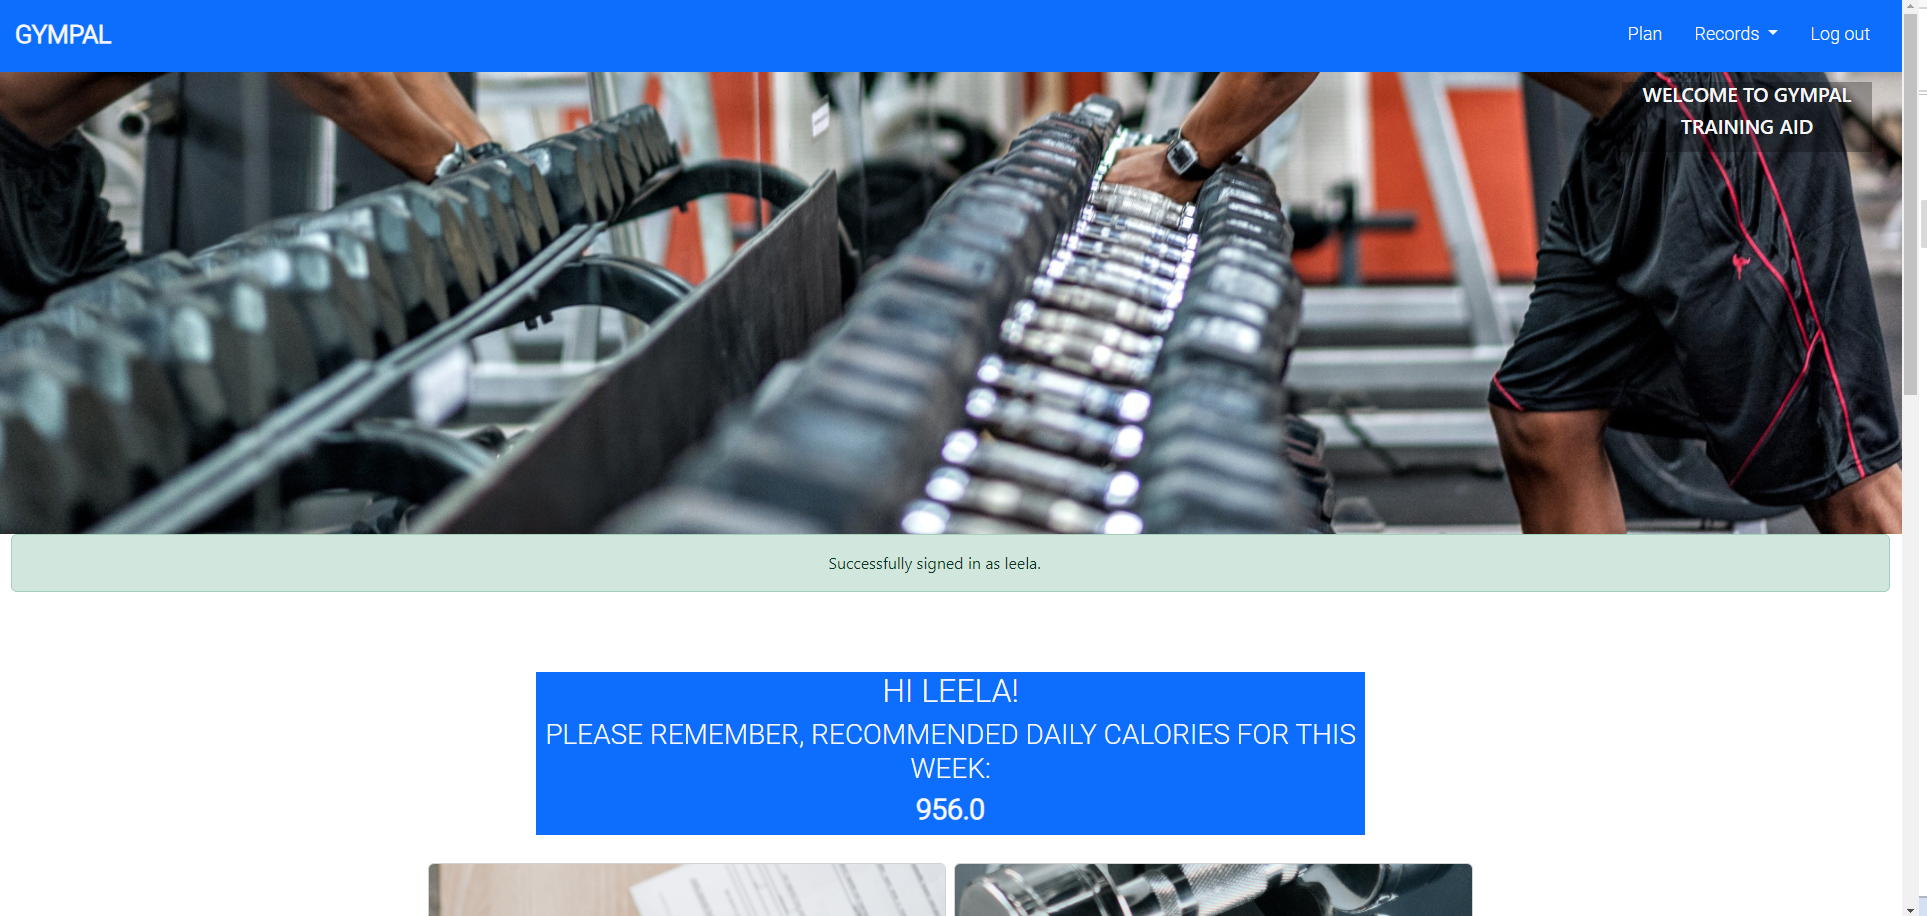 GYMPAL
Plan
Records
Log out
WELCOME TO GYMPAL
TRAINING AID
Successfully signed in as leela.
HI LEELA!
PLEASE REMEMBER, RECOMMENDED DAILY CALORIES FOR THIS
WEEK:
956.0